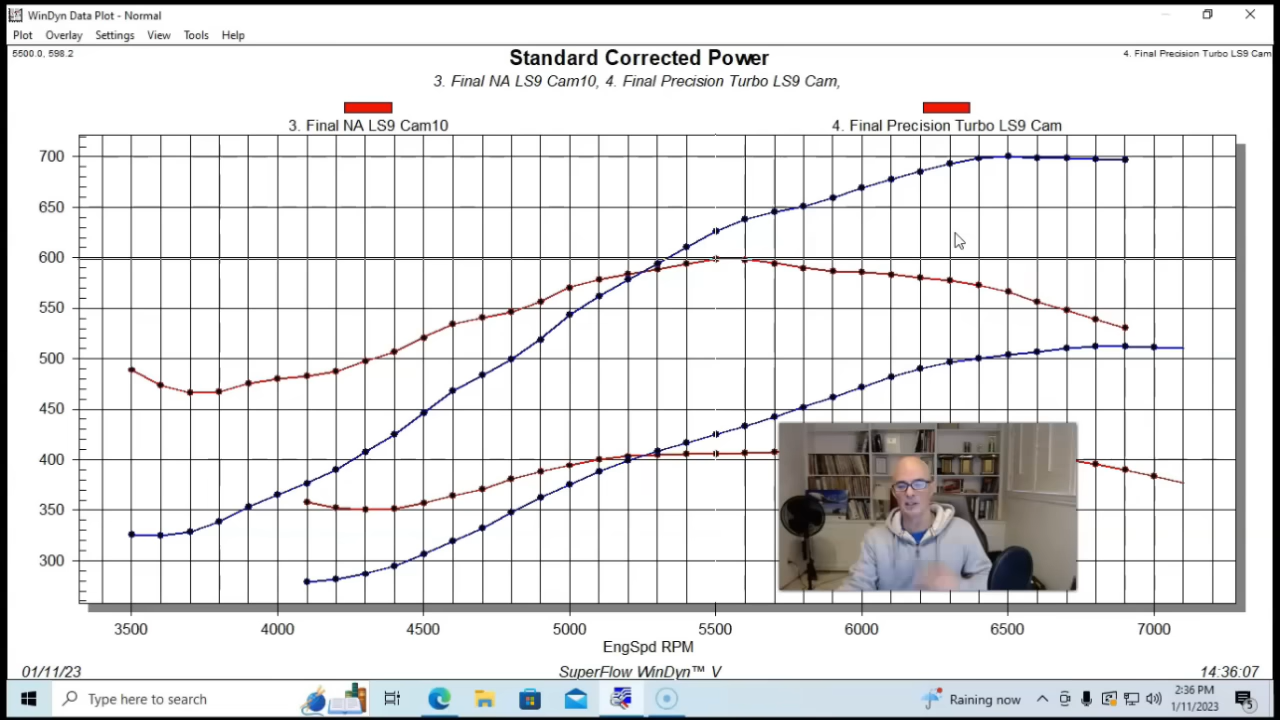 WinDyn Data Plot - Normal
Plot Overlay Settings View Tools Help
5500.0, 598.2
4. Final Precision Turbo LS9 Cam
Standard Corrected Power
3. Final NA LS9 Cam10, 4. Final Precision Turbo LS9 Cam,
3. Final NA LS9 Cam10
4. Final Precision Turbo LS9 Cam
700
650
600
550
500
450
400
350
300
3500 4000 4500 5000 5500 6000 6500 7000
EngSpd RPM
01/11/23
SuperFlow WinDyn™ V
14:36:07
Type here to search
Raining now
2:36 PM
1/11/2023
5